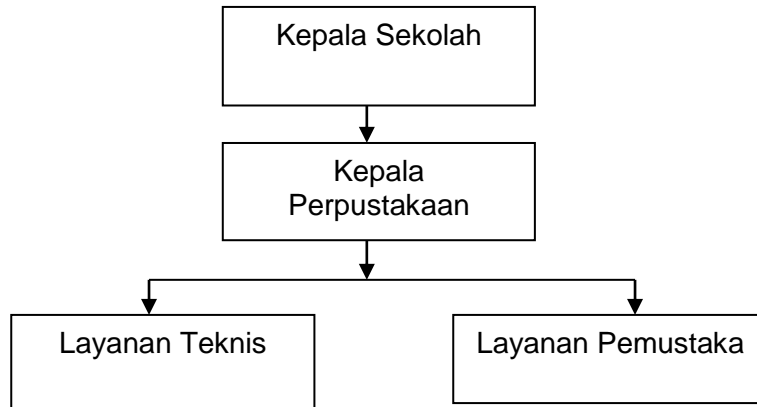 Kepala Sekolah
Kepala
Perpustakaan
Layanan Teknis
Layanan Pemustaka